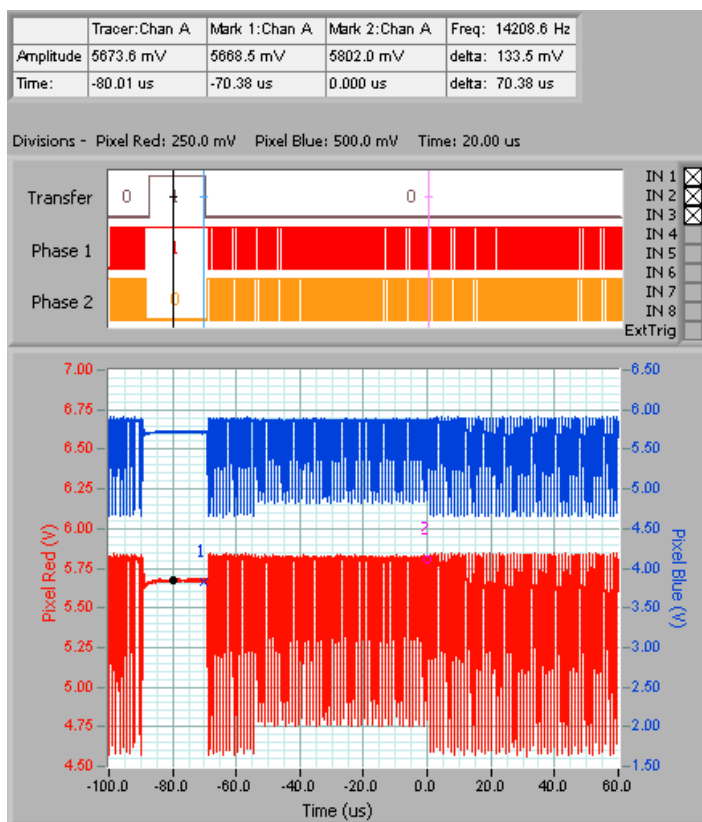 Tracer:Chan A Mark 1:Chan A Mark 2:Chan A Freq: 14208.6 Hz
Amplitude 5673.6 mV 5668.5 mV 5802.0 mV delta: 133.5 mV
Time: -80.01 us -70.38 us 0.000 us delta: 70.38 us
Divisions - Pixel Red: 250.0 mV Pixel Blue: 500.0 mV Time: 20.00 us
Transfer 0 1 0
Phase 1 1
Phase 2 0
IN 1
IN 2
IN 3
IN 4
IN 5
IN 6
IN 7
IN 8
ExtTrig
7.00 6.50
6.75 6.00
6.50 5.50
6.25 5.00
6.00 4.50
5.75 4.00
5.50 3.50
5.25 3.00
5.00 2.50
4.75 2.00
4.50 1.50
1
2
Pixel Red (V)
Pixel Blue (V)
-100.0 -80.0 -60.0 -40.0 -20.0 0.0 20.0 40.0 60.0
Time (us)